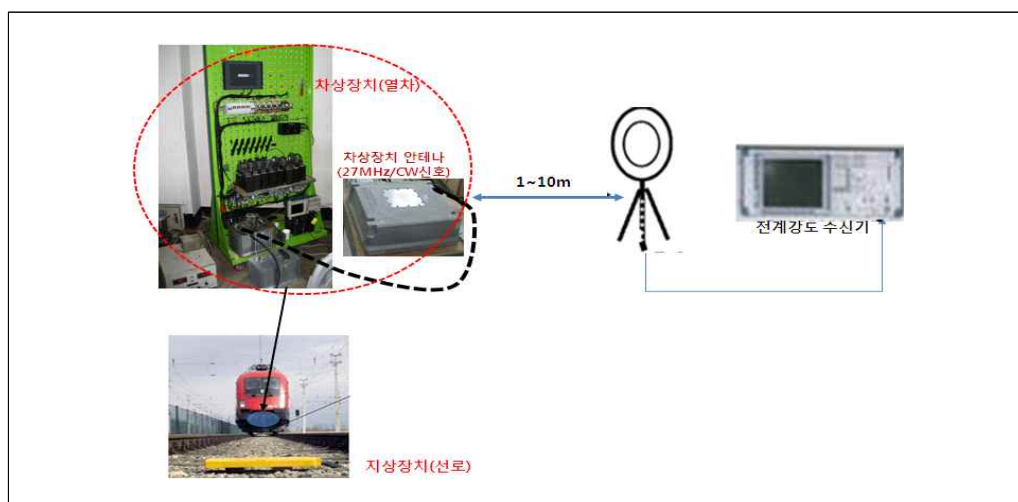 차상장치(열차)
차상장치 안테나
(27MHz/CW신호)
1~10m
전계강도 수신기
지상장치(선로)